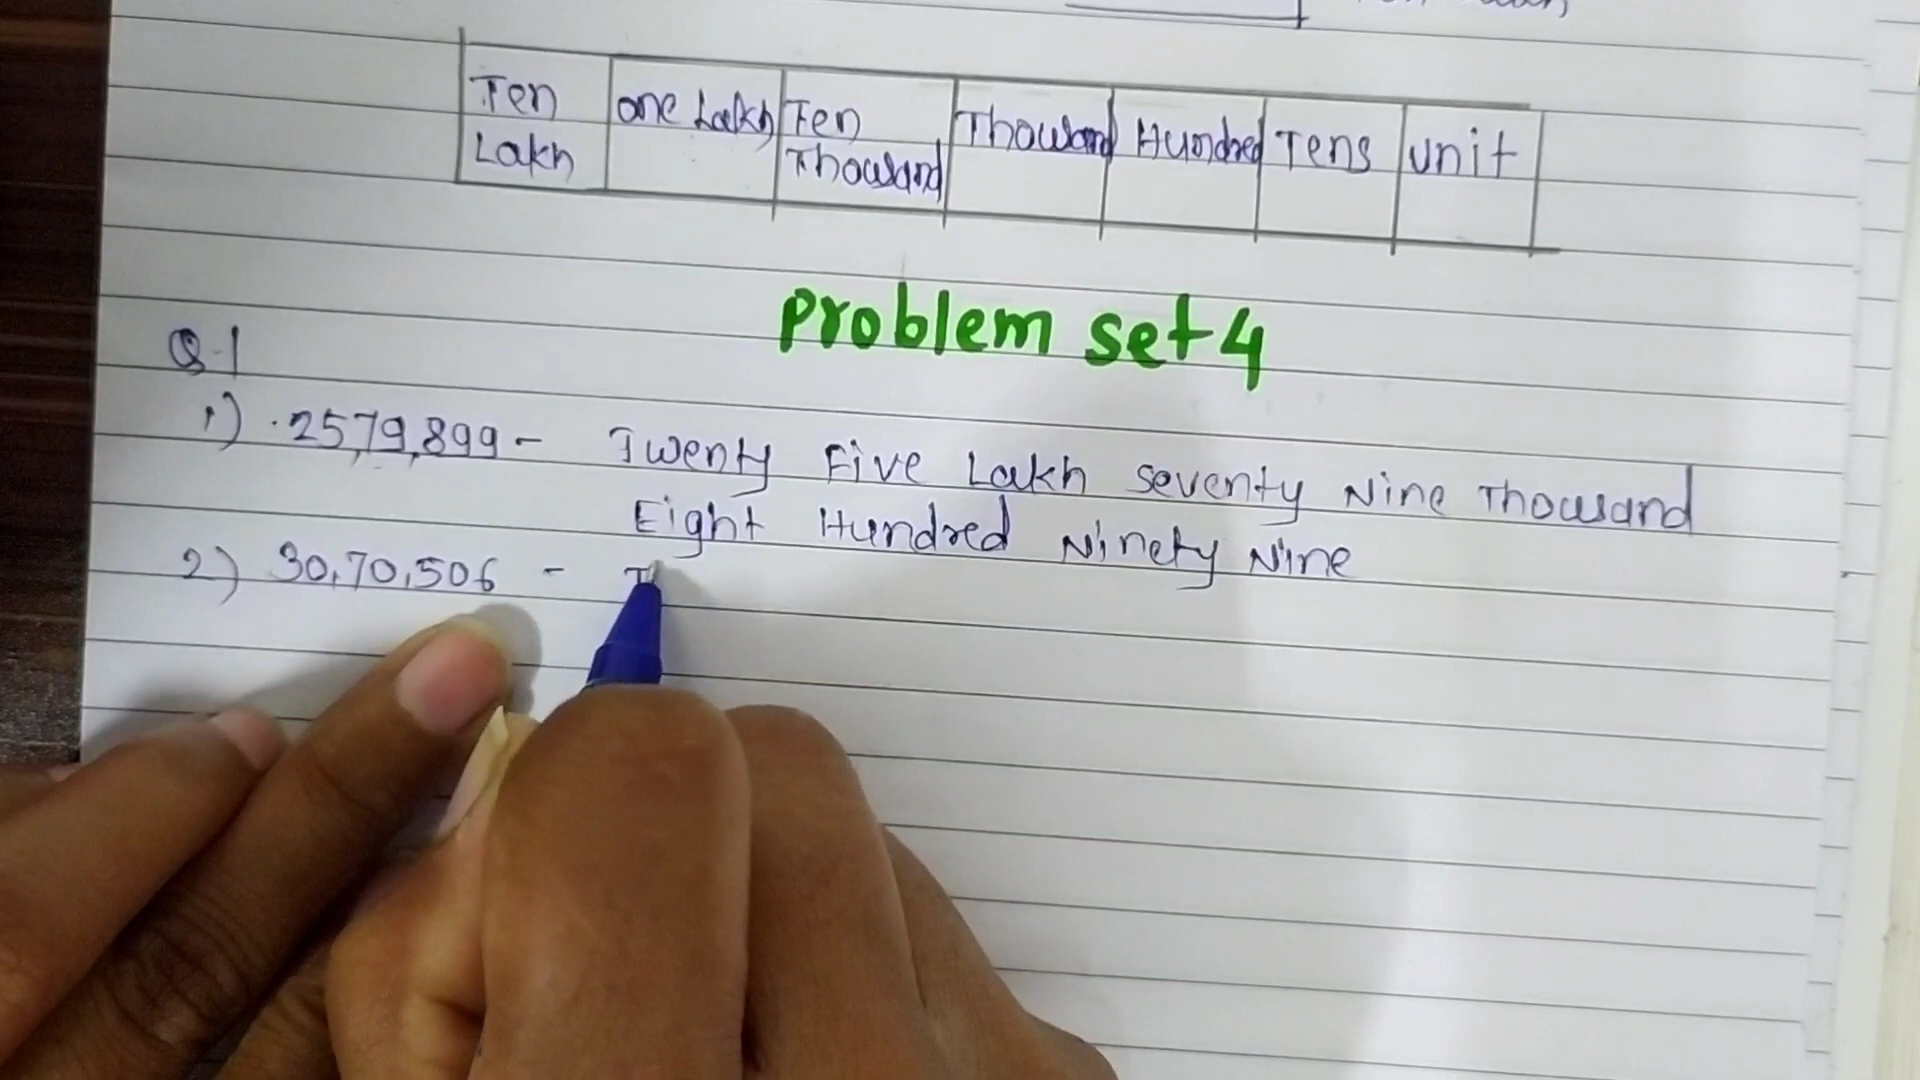 Ten Lakh | one Lakh | Ten Thousand | Thousand | Hundred | Tens | unit
Problem set 4
Q.1
1) 25,79,899 - Twenty Five Lakh seventy Nine Thousand
Eight Hundred Ninety Nine
2) 30,70,506 - T